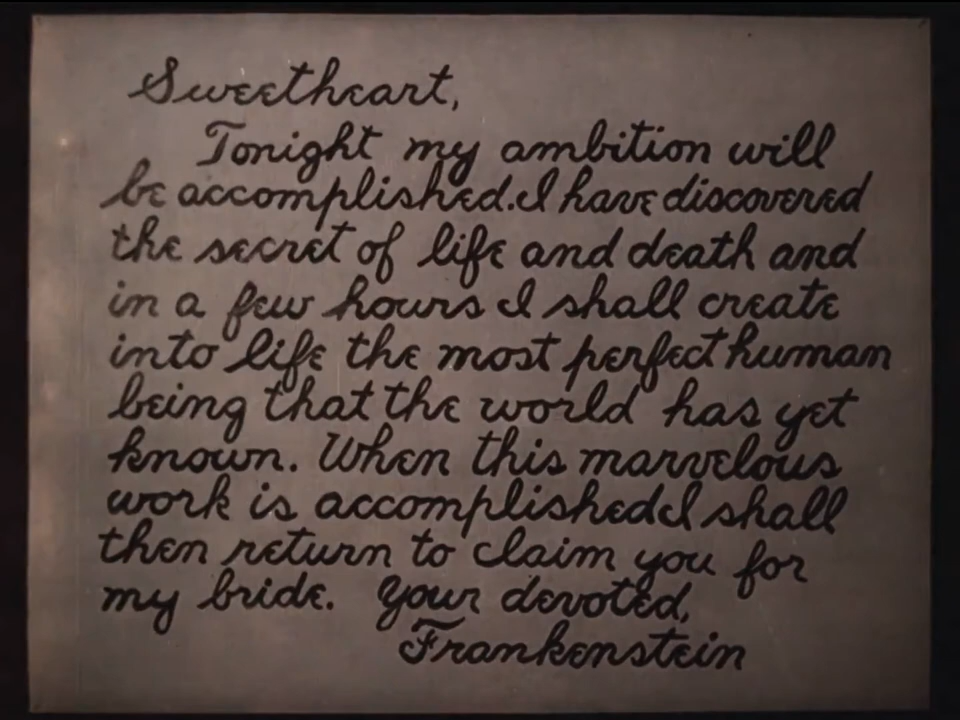 Sweetheart,
Tonight my ambition will
be accomplished. I have discovered
the secret of life and death and
in a few hours I shall create
into life the most perfect human
being that the world has yet
known. When this marvelous
work is accomplished I shall
then return to claim you for
my bride. Your devoted,
Frankenstein